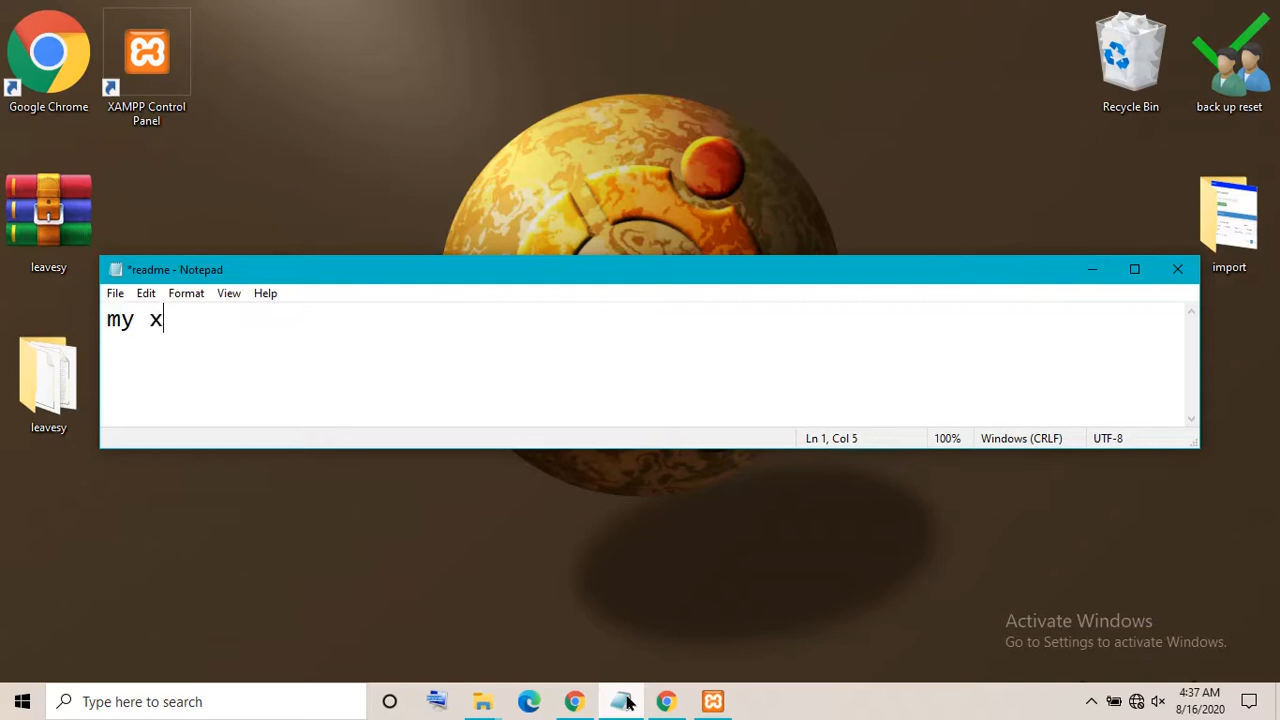 Google Chrome
XAMPP Control
Panel
Recycle Bin
back up reset
leavesy
import
leavesy
*readme - Notepad
File Edit Format View Help
my x
Ln 1, Col 5 100% Windows (CRLF) UTF-8
Activate Windows
Go to Settings to activate Windows.
Type here to search
4:37 AM
8/16/2020